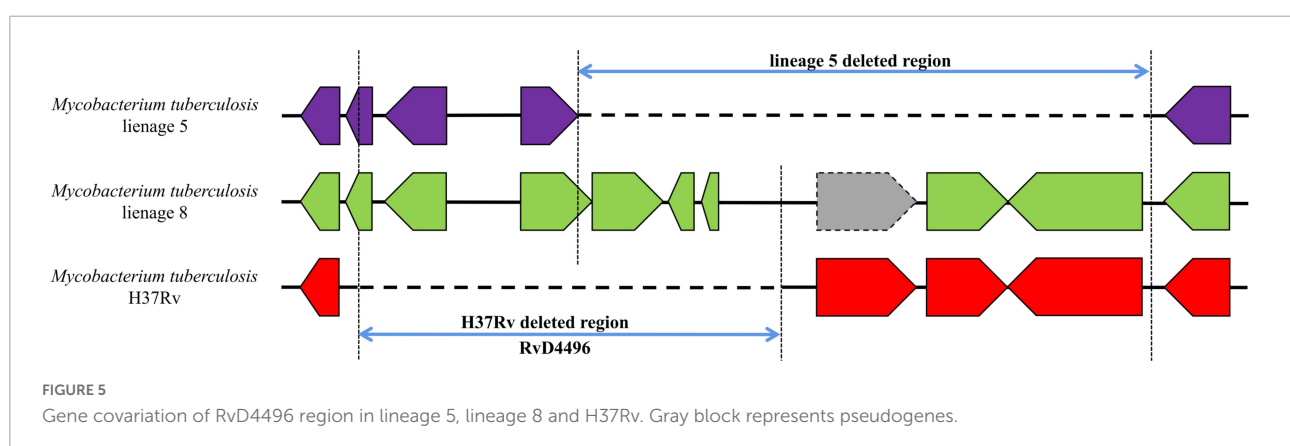 lineage 5 deleted region
Mycobacterium tuberculosis
lienage 5
Mycobacterium tuberculosis
lienage 8
Mycobacterium tuberculosis
H37Rv
H37Rv deleted region
RvD4496
FIGURE 5
Gene covariation of RvD4496 region in lineage 5, lineage 8 and H37Rv. Gray block represents pseudogenes.